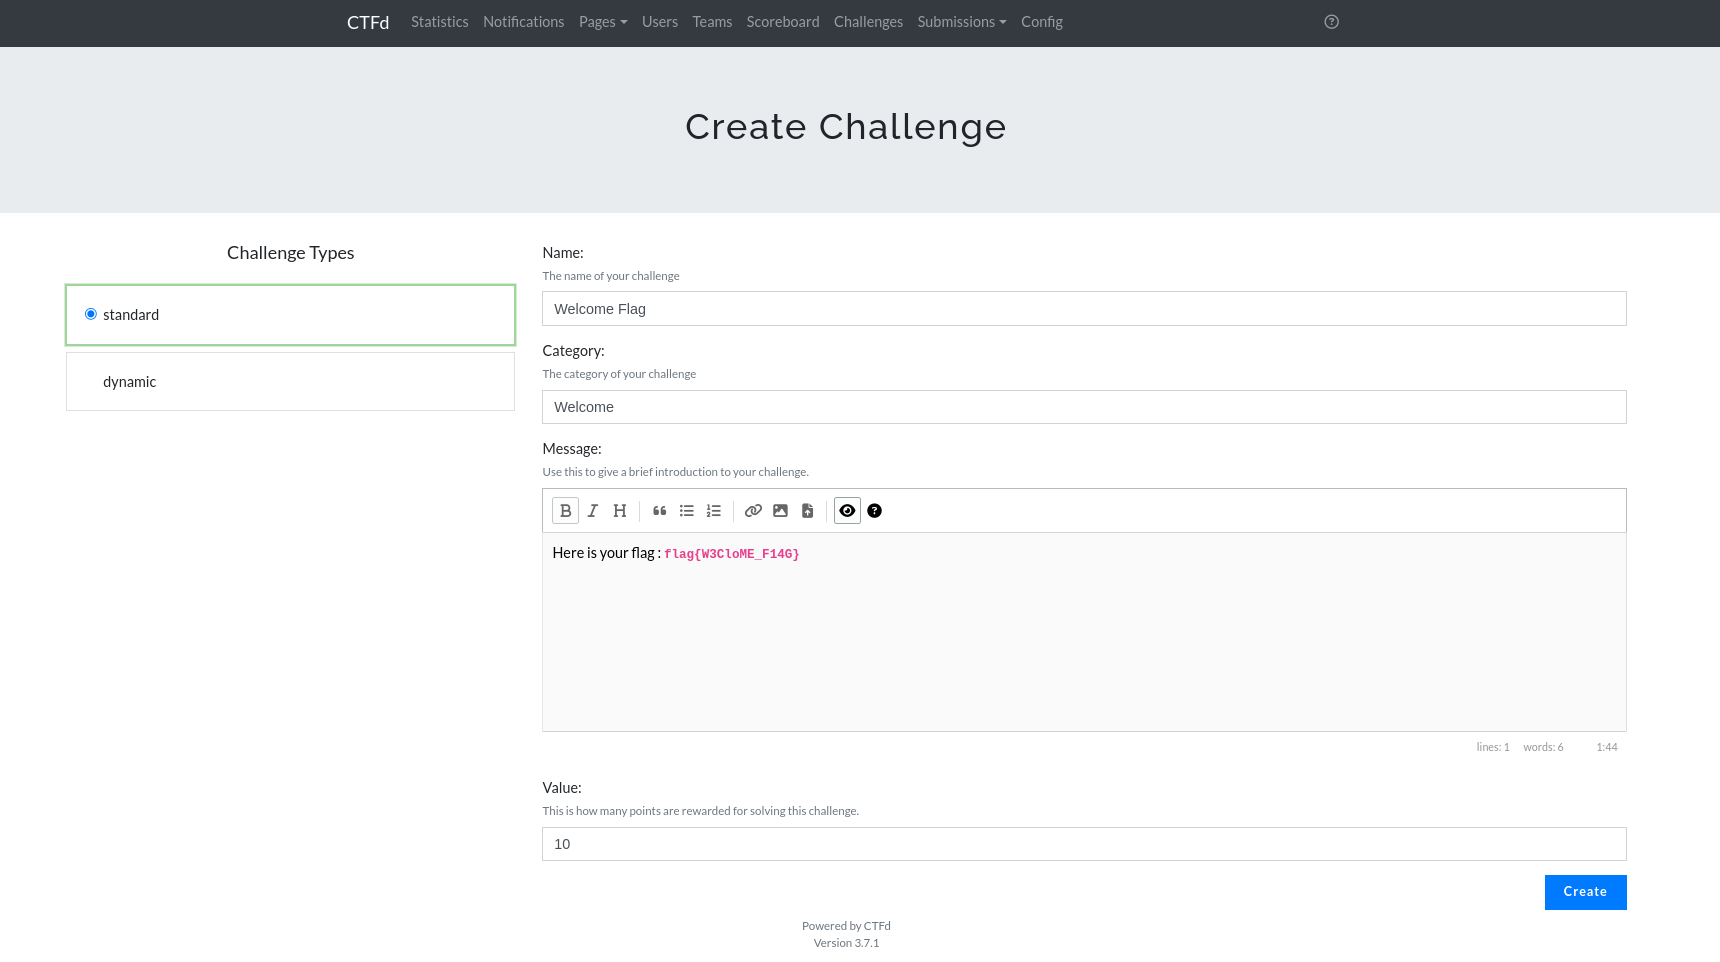 CTFd Statistics Notifications Pages Users Teams Scoreboard Challenges Submissions Config
Create Challenge
Challenge Types
standard
dynamic
Name:
The name of your challenge
Welcome Flag
Category:
The category of your challenge
Welcome
Message:
Use this to give a brief introduction to your challenge.
Here is your flag : flag{W3CloME_F14G}
lines: 1 words: 6 1:44
Value:
This is how many points are rewarded for solving this challenge.
10
Create
Powered by CTFd
Version 3.7.1